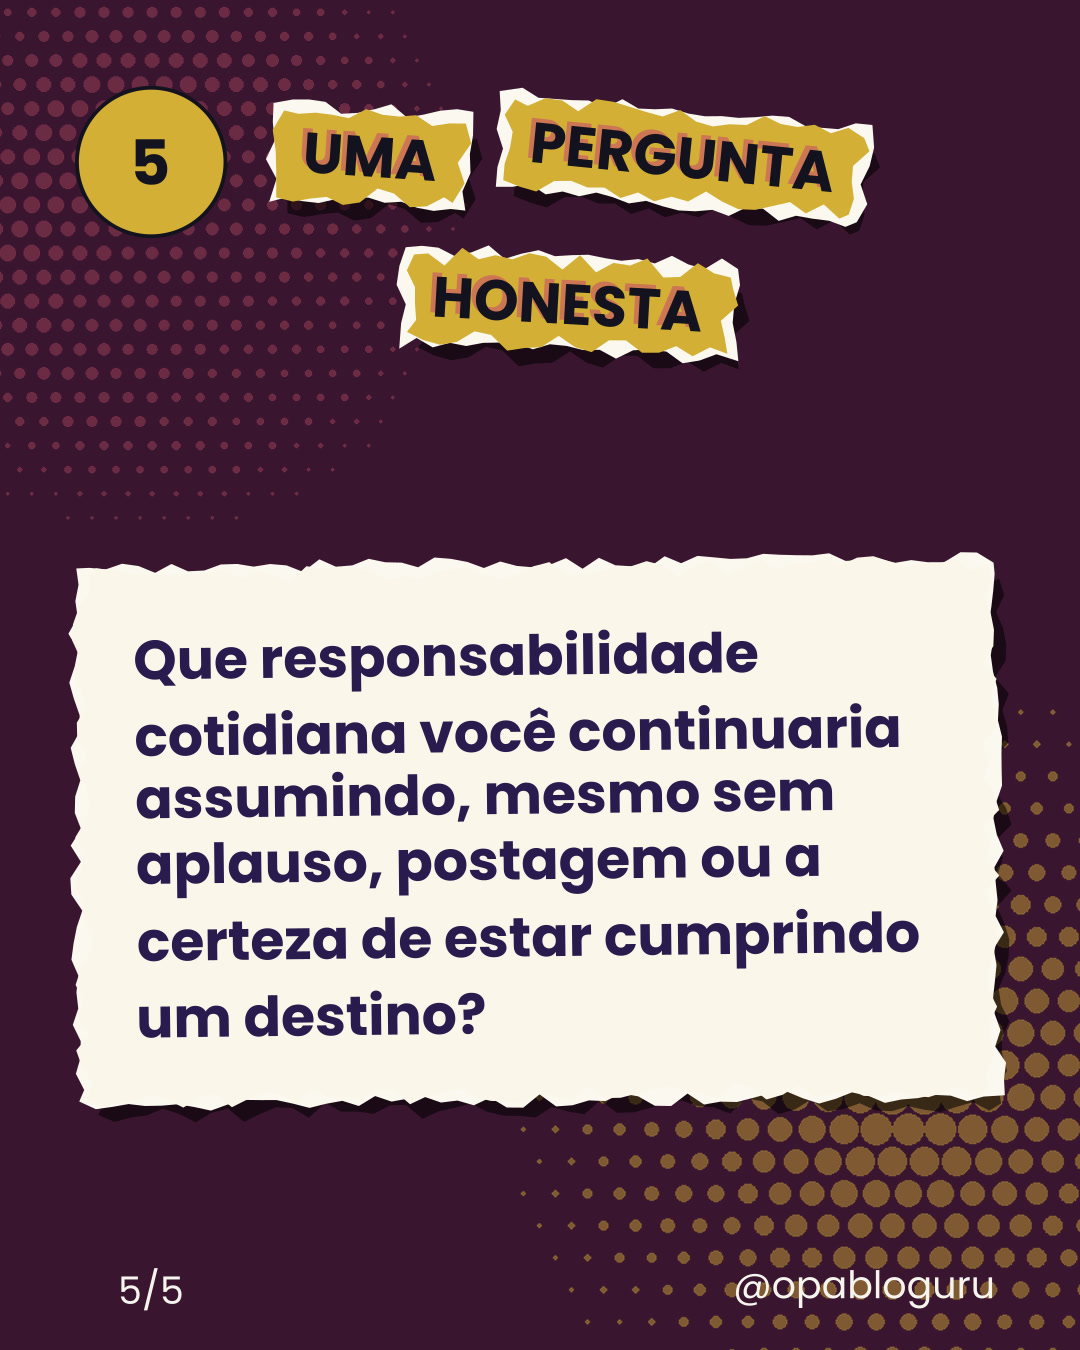 5
UMA PERGUNTA
HONESTA
Que responsabilidade
cotidiana você continuaria
assumindo, mesmo sem
aplauso, postagem ou a
certeza de estar cumprindo
um destino?
5/5
@opabloguru